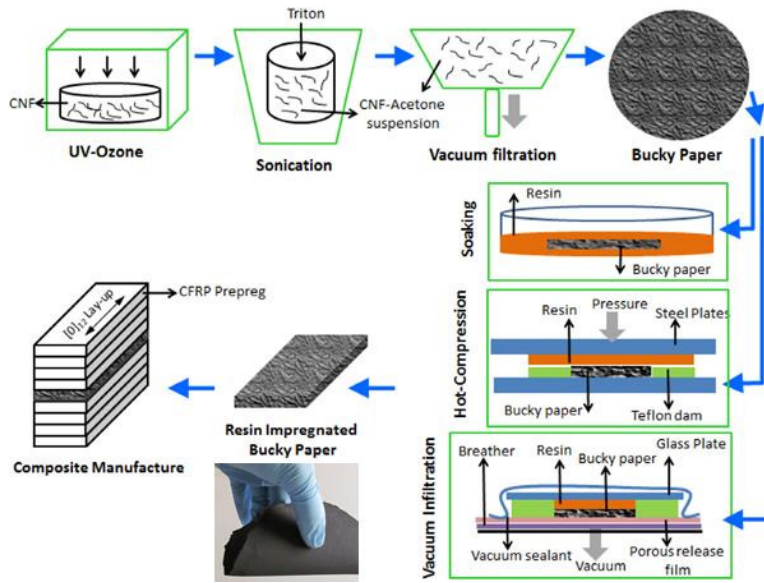 Triton
CNF
CNF-Acetone
suspension
UV-Ozone
Sonication
Vacuum filtration
Bucky Paper
Soaking
Resin
Bucky paper
Hot-Compression
Pressure
Resin
Steel Plates
Bucky paper
Teflon dam
Vacuum Infiltration
Breather
Resin
Bucky paper
Glass Plate
Vacuum sealant
Vacuum
Porous release
film
Resin Impregnated
Bucky Paper
CFRP Prepreg
[0]12 Lay-up
Composite Manufacture